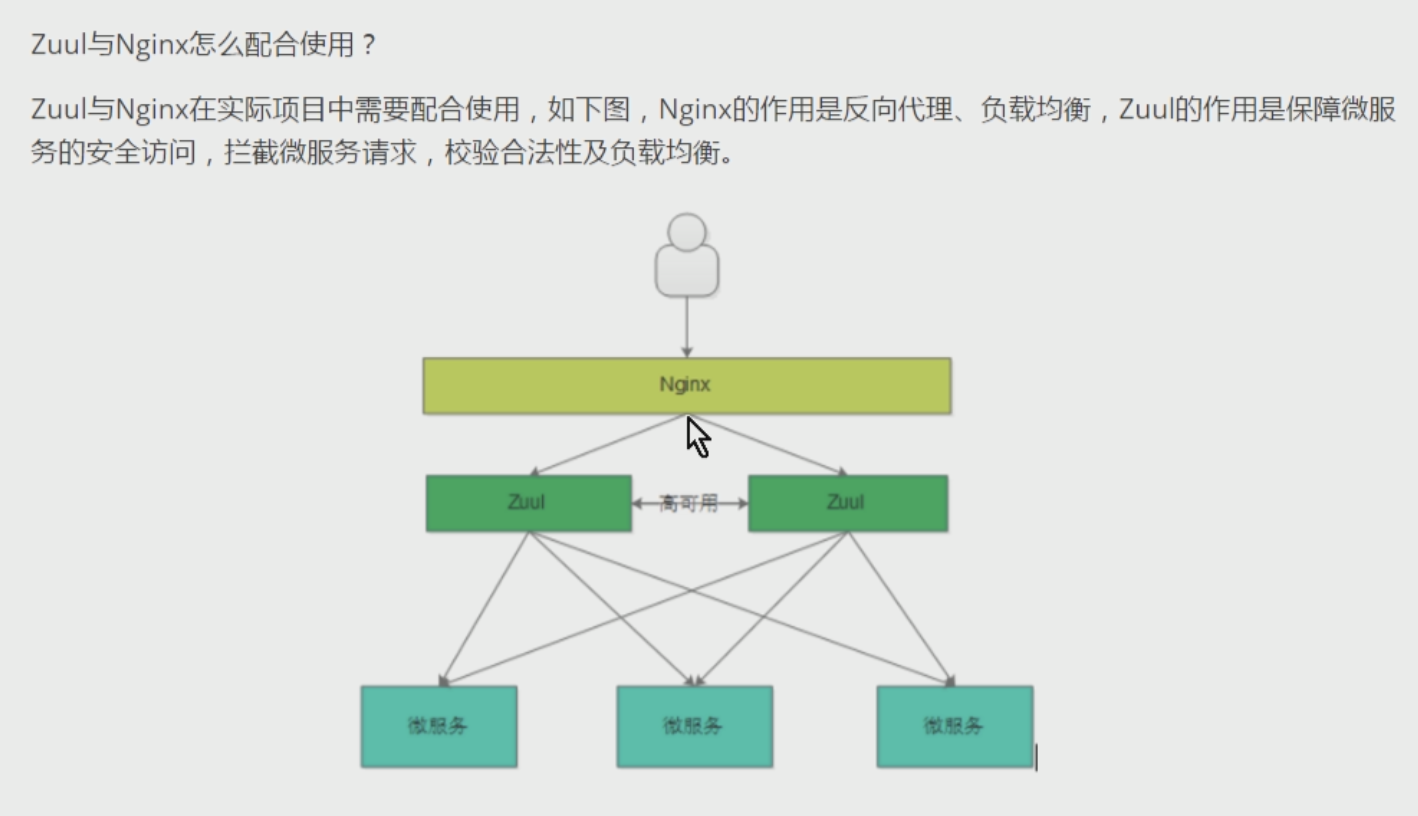 Zuul与Nginx怎么配合使用？
Zuul与Nginx在实际项目中需要配合使用，如下图，Nginx的作用是反向代理、负载均衡，Zuul的作用是保障微服
务的安全访问，拦截微服务请求，校验合法性及负载均衡。
Nginx
Zuul
高可用
Zuul
微服务
微服务
微服务